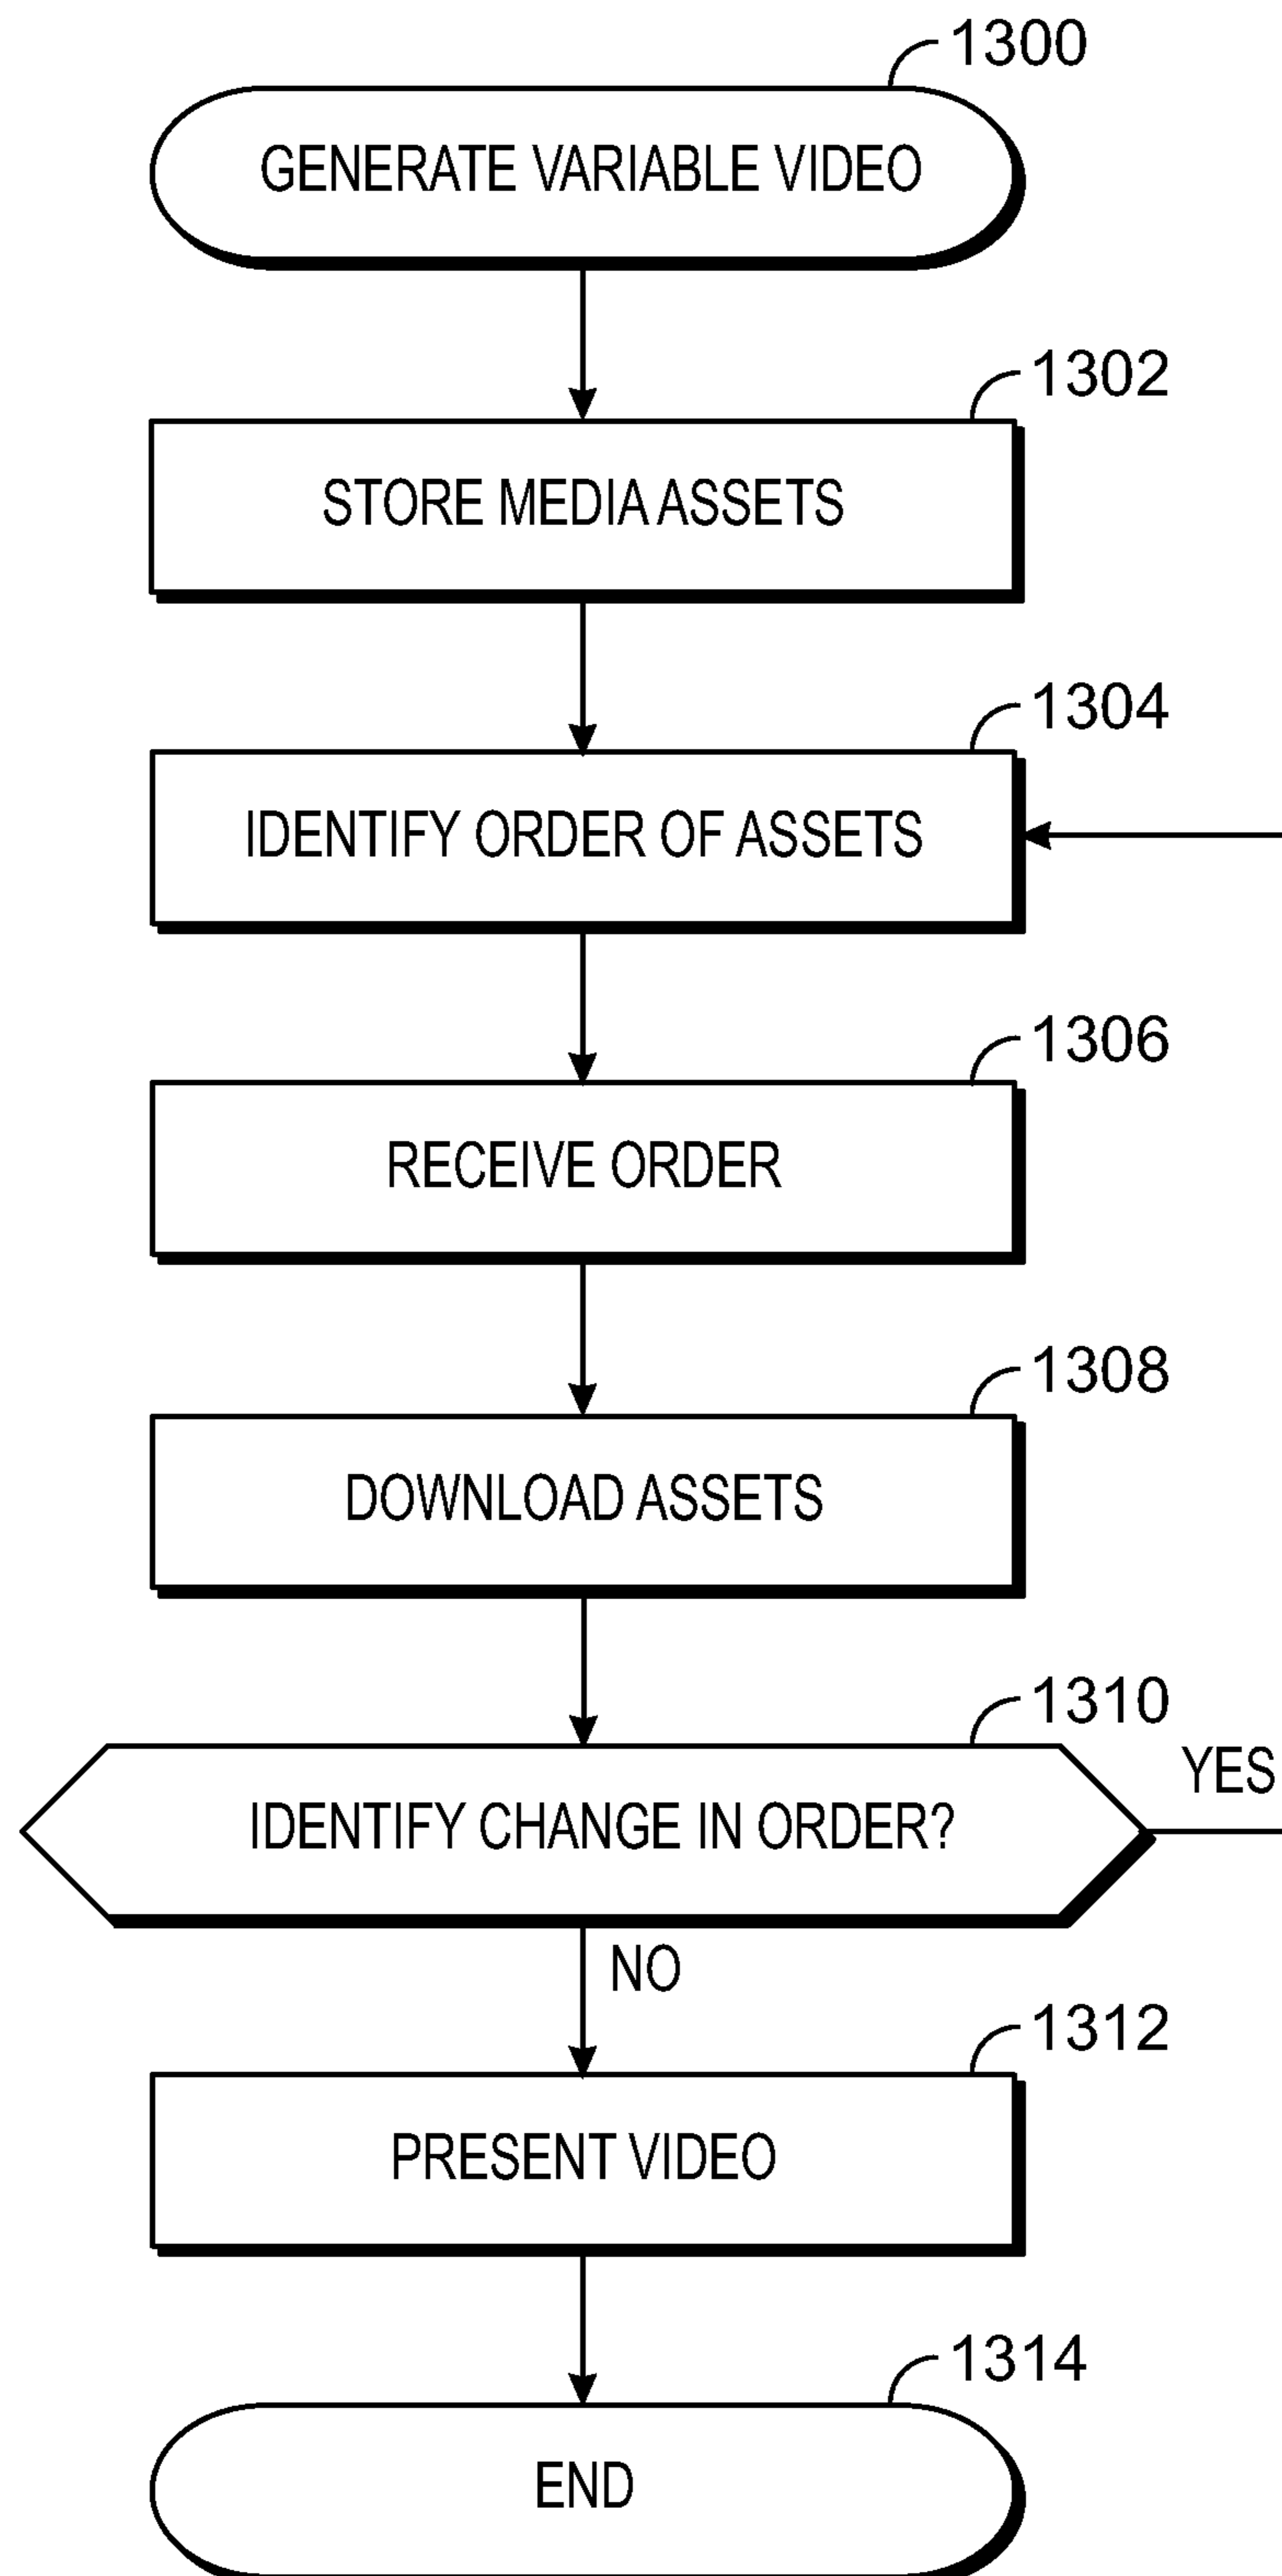 1300
GENERATE VARIABLE VIDEO
1302
STORE MEDIA ASSETS
1304
IDENTIFY ORDER OF ASSETS
1306
RECEIVE ORDER
1308
DOWNLOAD ASSETS
1310
YES
IDENTIFY CHANGE IN ORDER?
NO
1312
PRESENT VIDEO
1314
END